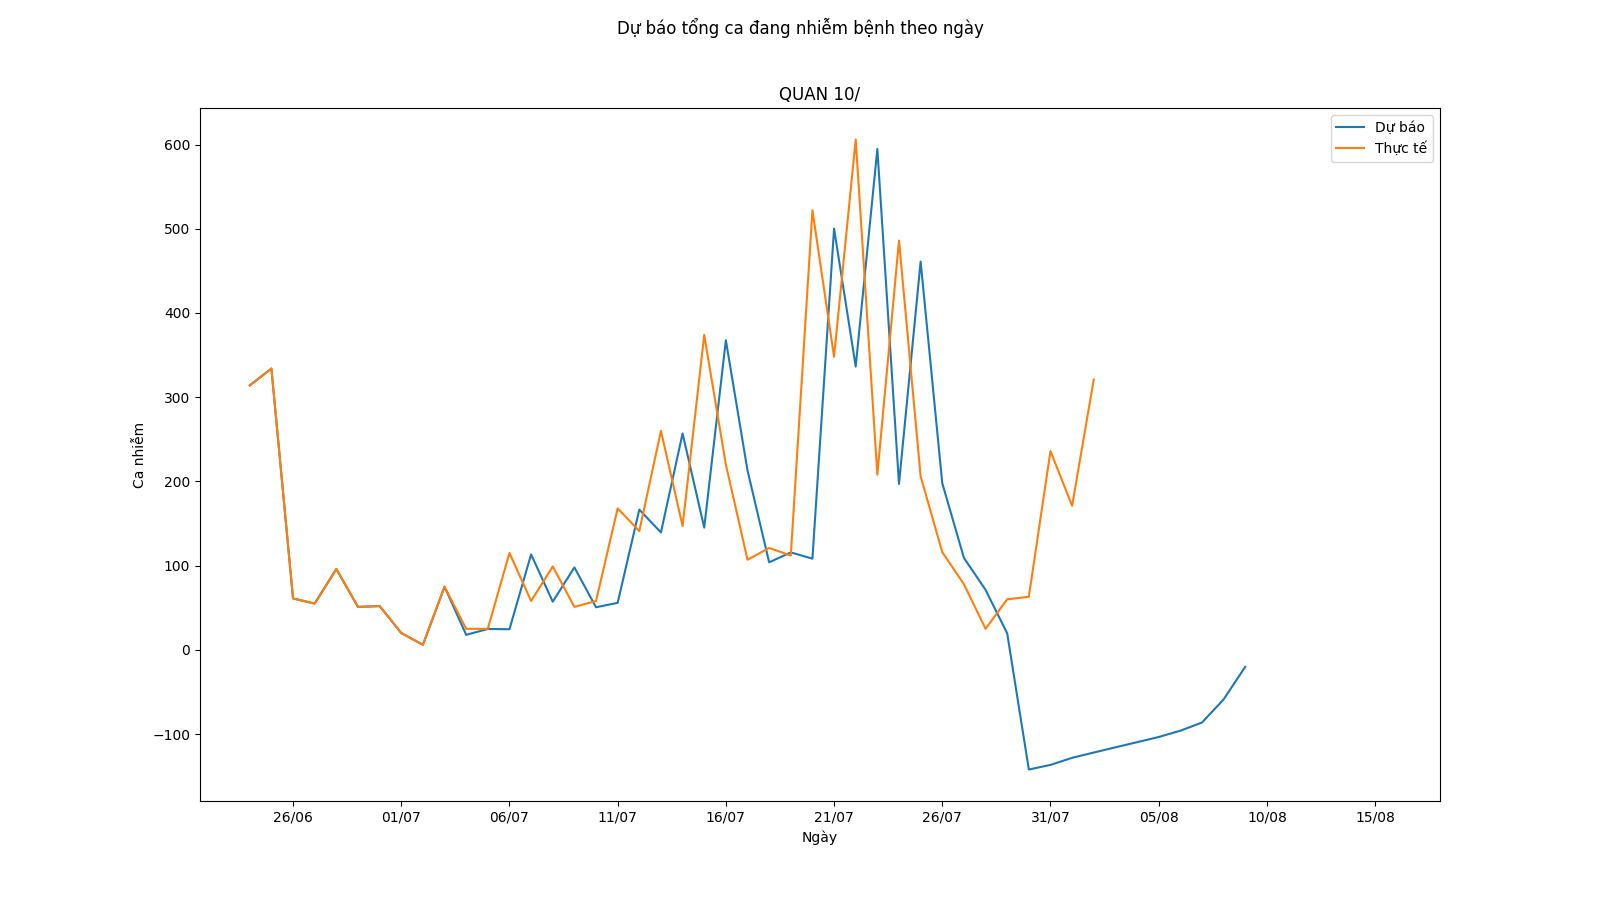 Dự báo tổng ca đang nhiễm bệnh theo ngày
QUAN 10/
Dự báo
Thực tế
600
500
400
300
200
100
0
−100
Ca nhiễm
26/06 01/07 06/07 11/07 16/07 21/07 26/07 31/07 05/08 10/08 15/08
Ngày